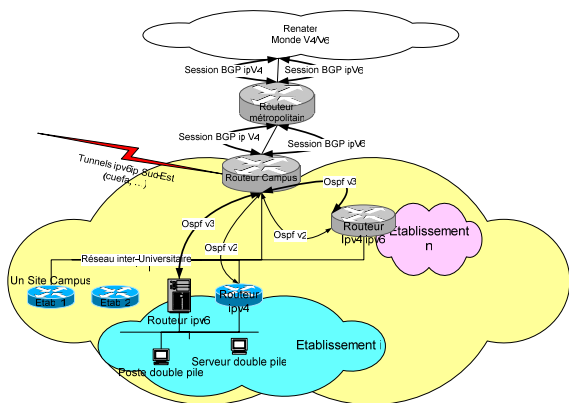 Renater
Monde V4/V6
Session BGP ipV4
Session BGP ipV6
Routeur
métropolitain
Session BGP ip V4
Session BGP ipV6
Tunnels ipv6ip Sud-Est
(cuefa, ...)
Routeur Campus
Ospf v3
Ospf v3
Routeur
Ipv4 ipv6
Etablissement
n
Ospf v2
Ospf v2
Réseau inter-Universitaire
Un Site Campus
Etab 1
Etab 2
Routeur ipv6
Routeur
ipv4
Etablissement i
Serveur double pile
Poste double pile